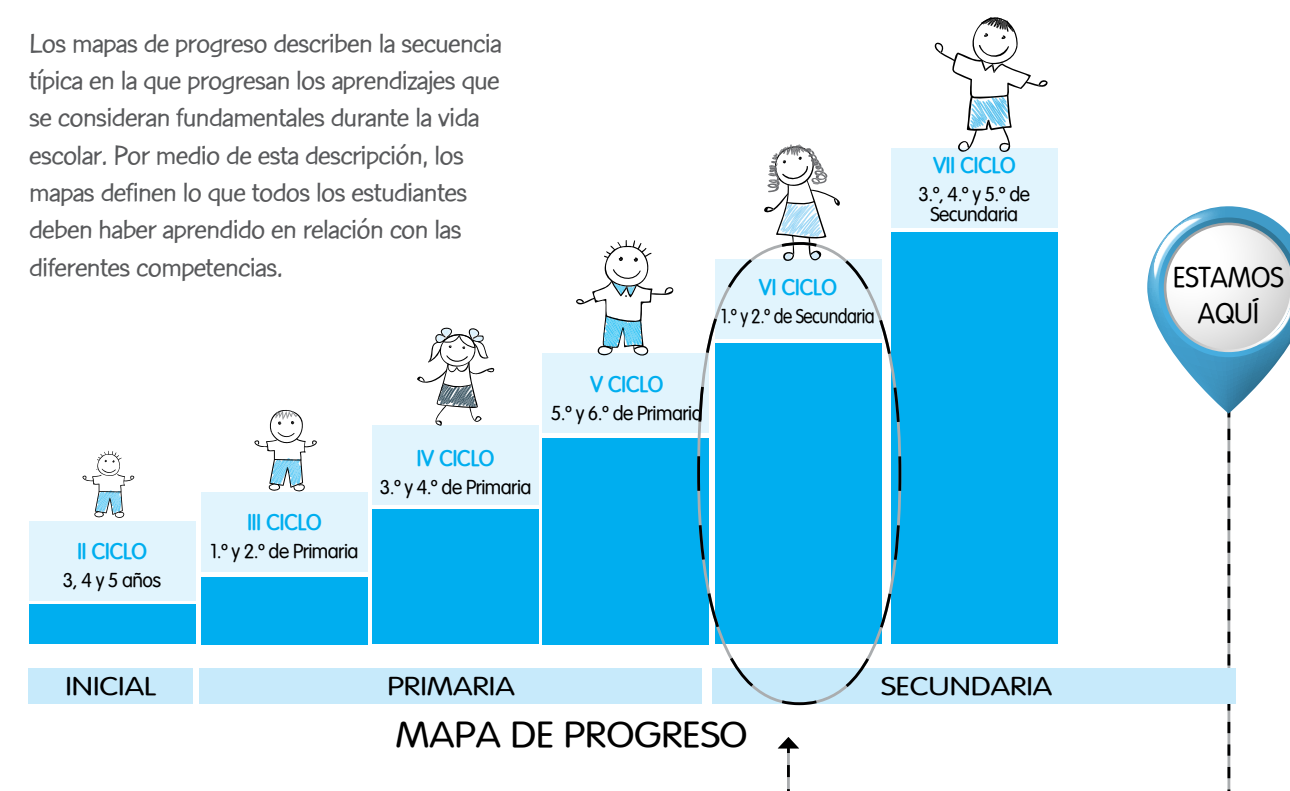 Los mapas de progreso describen la secuencia
típica en la que progresan los aprendizajes que
se consideran fundamentales durante la vida
escolar. Por medio de esta descripción, los
mapas definen lo que todos los estudiantes
deben haber aprendido en relación con las
diferentes competencias.
II CICLO
3, 4 y 5 años
III CICLO
1.º y 2.º de Primaria
IV CICLO
3.º y 4.º de Primaria
V CICLO
5.º y 6.º de Primaria
VI CICLO
1.º y 2.º de Secundaria
VII CICLO
3.º, 4.º y 5.º de
Secundaria
ESTAMOS
AQUÍ
INICIAL
PRIMARIA
SECUNDARIA
MAPA DE PROGRESO